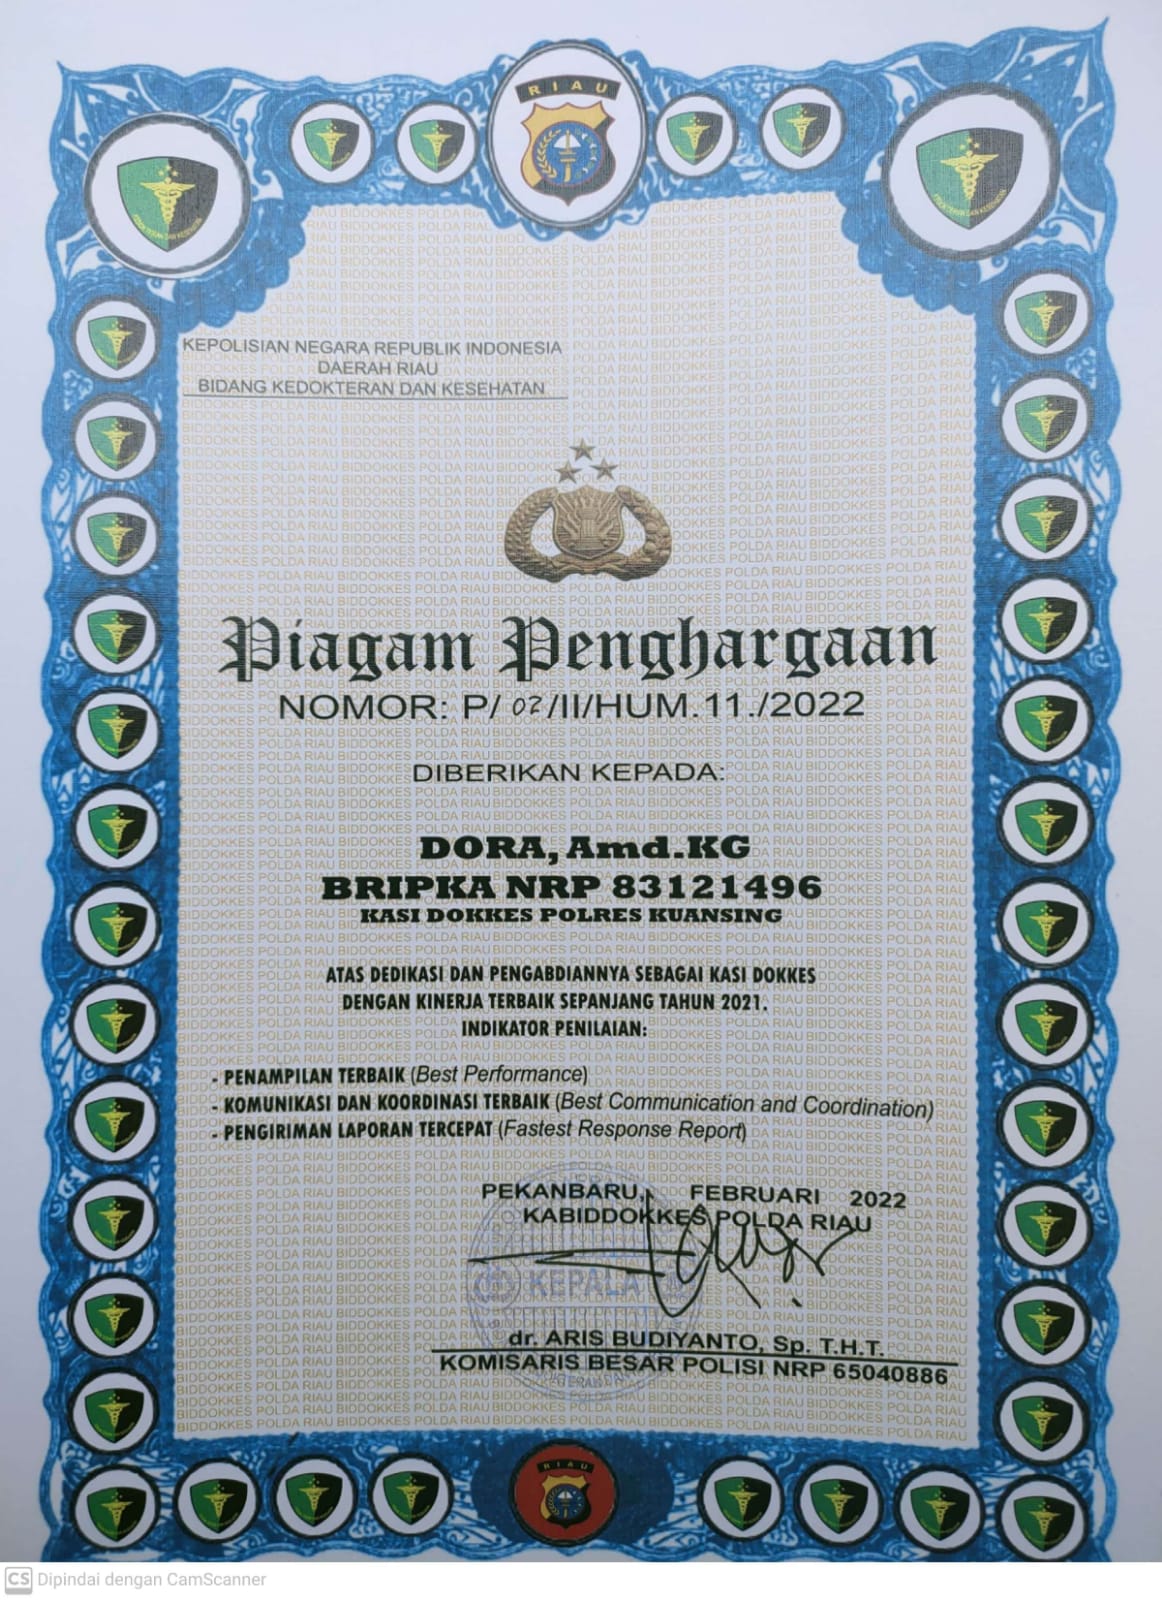 RIAU
KEPOLISIAN NEGARA REPUBLIK INDONESIA
DAERAH RIAU
BIDANG KEDOKTERAN DAN KESEHATAN
Piagam Penghargaan
NOMOR: P/ 02 /II/HUM.11./2022
DIBERIKAN KEPADA:
DORA, Amd.KG
BRIPKA NRP 83121496
KASI DOKKES POLRES KUANSING
ATAS DEDIKASI DAN PENGABDIANNYA SEBAGAI KASI DOKKES
DENGAN KINERJA TERBAIK SEPANJANG TAHUN 2021.
INDIKATOR PENILAIAN:
- PENAMPILAN TERBAIK (Best Performance)
- KOMUNIKASI DAN KOORDINASI TERBAIK (Best Communication and Coordination)
- PENGIRIMAN LAPORAN TERCEPAT (Fastest Response Report)
PEKANBARU, FEBRUARI 2022
KABIDDOKKES POLDA RIAU
KEPALA
dr. ARIS BUDIYANTO, Sp. T.H.T.
KOMISARIS BESAR POLISI NRP 65040886
RIAU
CS Dipindai dengan CamScanner